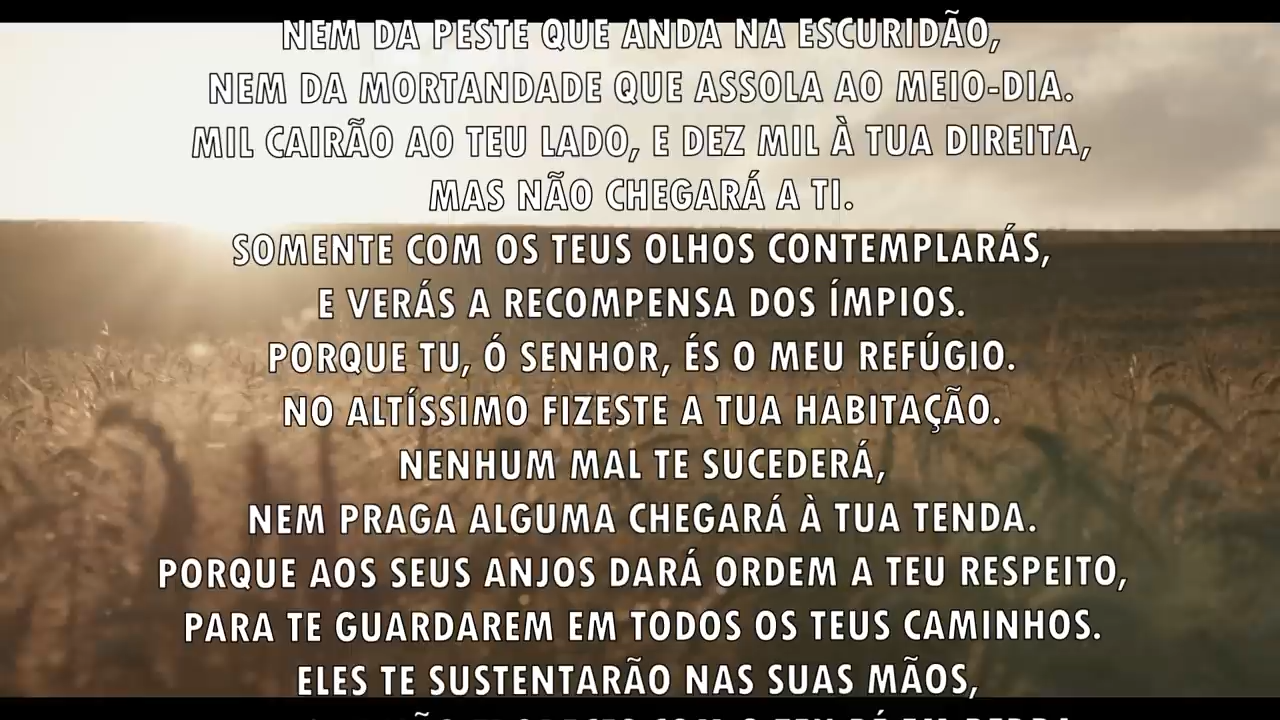 NEM DA PESTE QUE ANDA NA ESCURIDÃO,
NEM DA MORTANDADE QUE ASSOLA AO MEIO-DIA.
MIL CAIRÃO AO TEU LADO, E DEZ MIL À TUA DIREITA,
MAS NÃO CHEGARÁ A TI.
SOMENTE COM OS TEUS OLHOS CONTEMPLARÁS,
E VERÁS A RECOMPENSA DOS ÍMPIOS.
PORQUE TU, Ó SENHOR, ÉS O MEU REFÚGIO.
NO ALTÍSSIMO FIZESTE A TUA HABITAÇÃO.
NENHUM MAL TE SUCEDERÁ,
NEM PRAGA ALGUMA CHEGARÁ À TUA TENDA.
PORQUE AOS SEUS ANJOS DARÁ ORDEM A TEU RESPEITO,
PARA TE GUARDAREM EM TODOS OS TEUS CAMINHOS.
ELES TE SUSTENTARÃO NAS SUAS MÃOS,